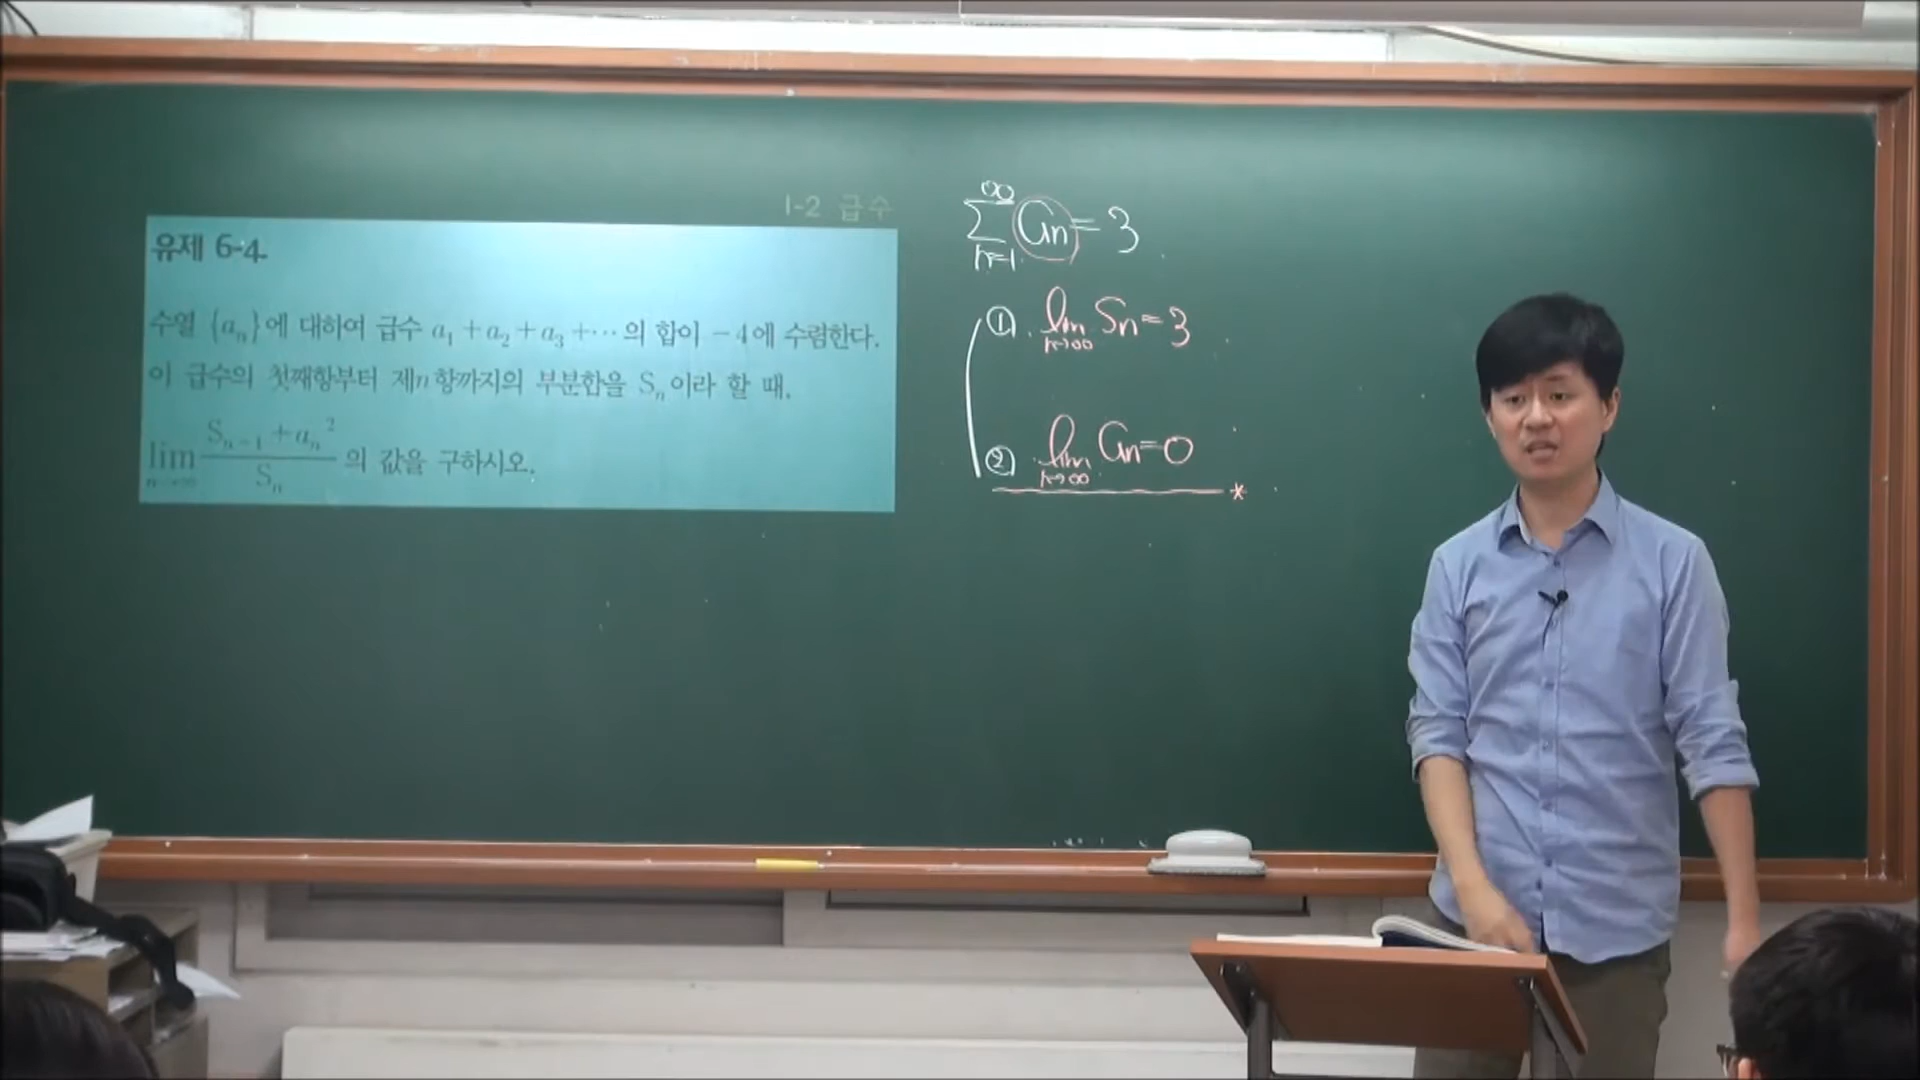 1-2 급수
유제 6-4.
수열 {aₙ}에 대하여 급수 a₁+a₂+a₃+⋯의 합이 −4에 수렴한다.
이 급수의 첫째항부터 제n항까지의 부분합을 Sₙ이라 할 때,
lim n→∞ (Sₙ₋₁+aₙ²)/Sₙ 의 값을 구하시오.
∞
Σ aₙ = 3
n=1
① lim Sₙ = 3
n→∞
② lim aₙ = 0
n→∞
*